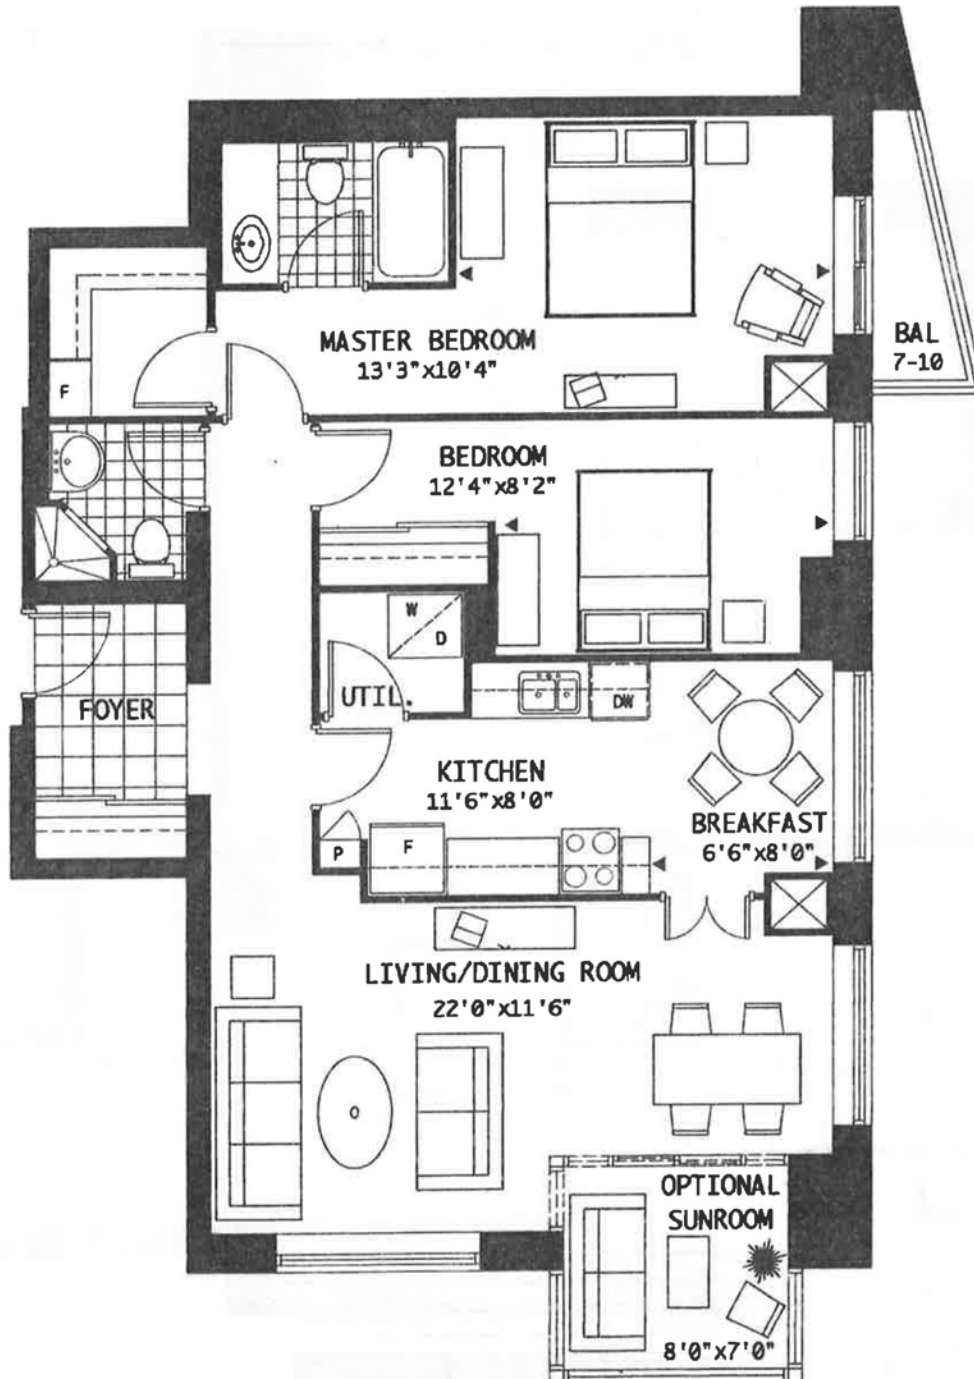 MASTER BEDROOM
13'3"x10'4"
BAL
7-10
F
BEDROOM
12'4"x8'2"
W
D
UTIL.
FOYER
DW
KITCHEN
11'6"x8'0"
BREAKFAST
6'6"x8'0"
P
F
LIVING/DINING ROOM
22'0"x11'6"
OPTIONAL
SUNROOM
8'0"x7'0"